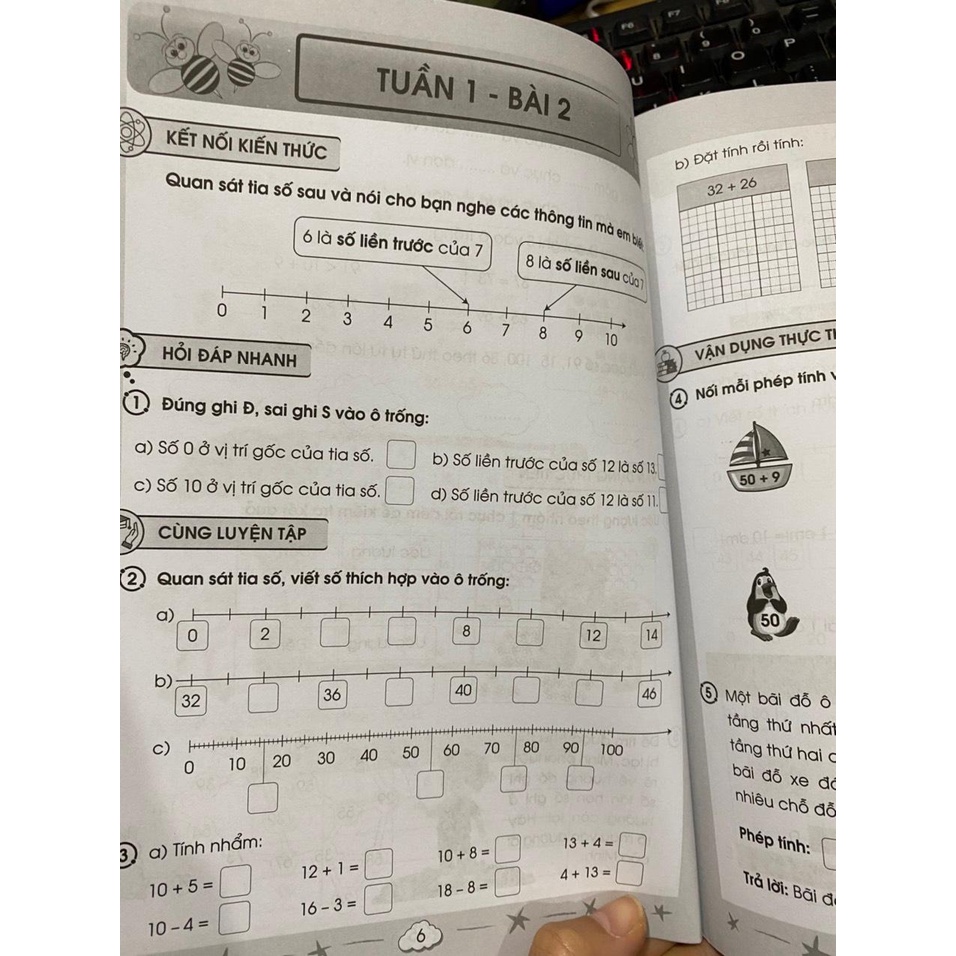 TUẦN 1 - BÀI 2
KẾT NỐI KIẾN THỨC
Quan sát tia số sau và nói cho bạn nghe các thông tin mà em
6 là số liền trước của 7
8 là số liền sau của 7
0 1 2 3 4 5 6 7 8 9 10
HỎI ĐÁP NHANH
1 Đúng ghi Đ, sai ghi S vào ô trống:
a) Số 0 ở vị trí gốc của tia số.
b) Số liền trước của số 12 là số 13.
c) Số 10 ở vị trí gốc của tia số.
d) Số liền trước của số 12 là số 11.
CÙNG LUYỆN TẬP
2 Quan sát tia số, viết số thích hợp vào ô trống:
a)
0 2 8 12 14
b)
32 36 40 46
c)
0 10 20 30 40 50 60 70 80 90 100
3 a) Tính nhẩm:
10 + 5 = 12 + 1 = 10 + 8 = 13 + 4 =
10 – 4 = 16 – 3 = 18 – 8 = 4 + 13 =
6
b) Đặt tính rồi tính:
32 + 26
VẬN DỤNG THỰC
4 Nối mỗi phép tính
50 + 9
50
5 Một bãi đỗ ô
tầng thứ nhất
tầng thứ hai
bãi đỗ xe
nhiêu chỗ đỗ
Phép tính:
Trả lời: Bãi
F6 F7
9 0 O P U I